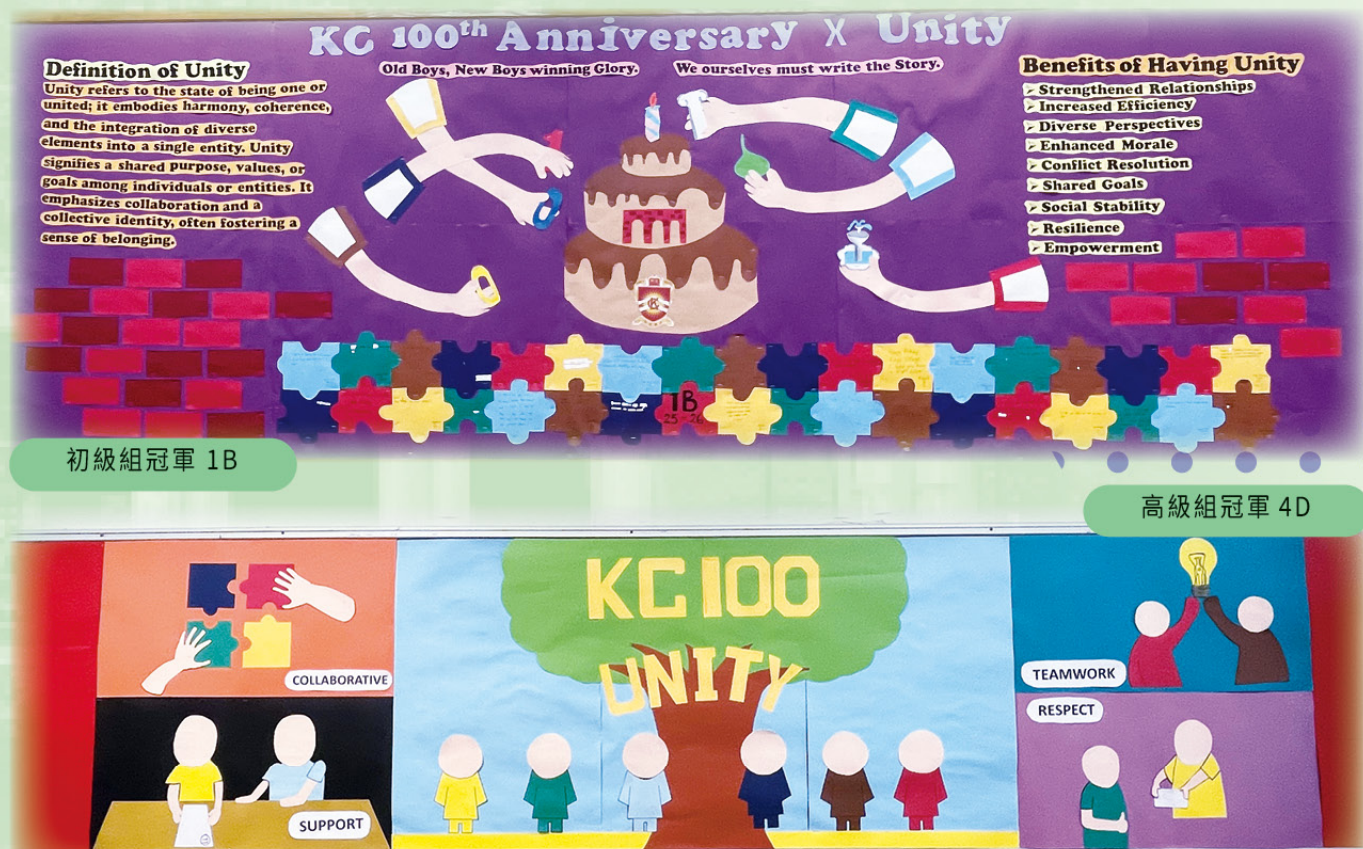 KC 100th Anniversary X Unity
Old Boys, New Boys winning Glory.
We ourselves must write the Story.
Definition of Unity
Unity refers to the state of being one or
united; it embodies harmony, coherence,
and the integration of diverse
elements into a single entity. Unity
signifies a shared purpose, values, or
goals among individuals or entities. It
emphasizes collaboration and a
collective identity, often fostering a
sense of belonging.
Benefits of Having Unity
➢ Strengthened Relationships
➢ Increased Efficiency
➢ Diverse Perspectives
➢ Enhanced Morale
➢ Conflict Resolution
➢ Shared Goals
➢ Social Stability
➢ Resilience
➢ Empowerment
1B
25-26
初級組冠軍 1B
高級組冠軍 4D
KC 100
UNITY
COLLABORATIVE
SUPPORT
TEAMWORK
RESPECT